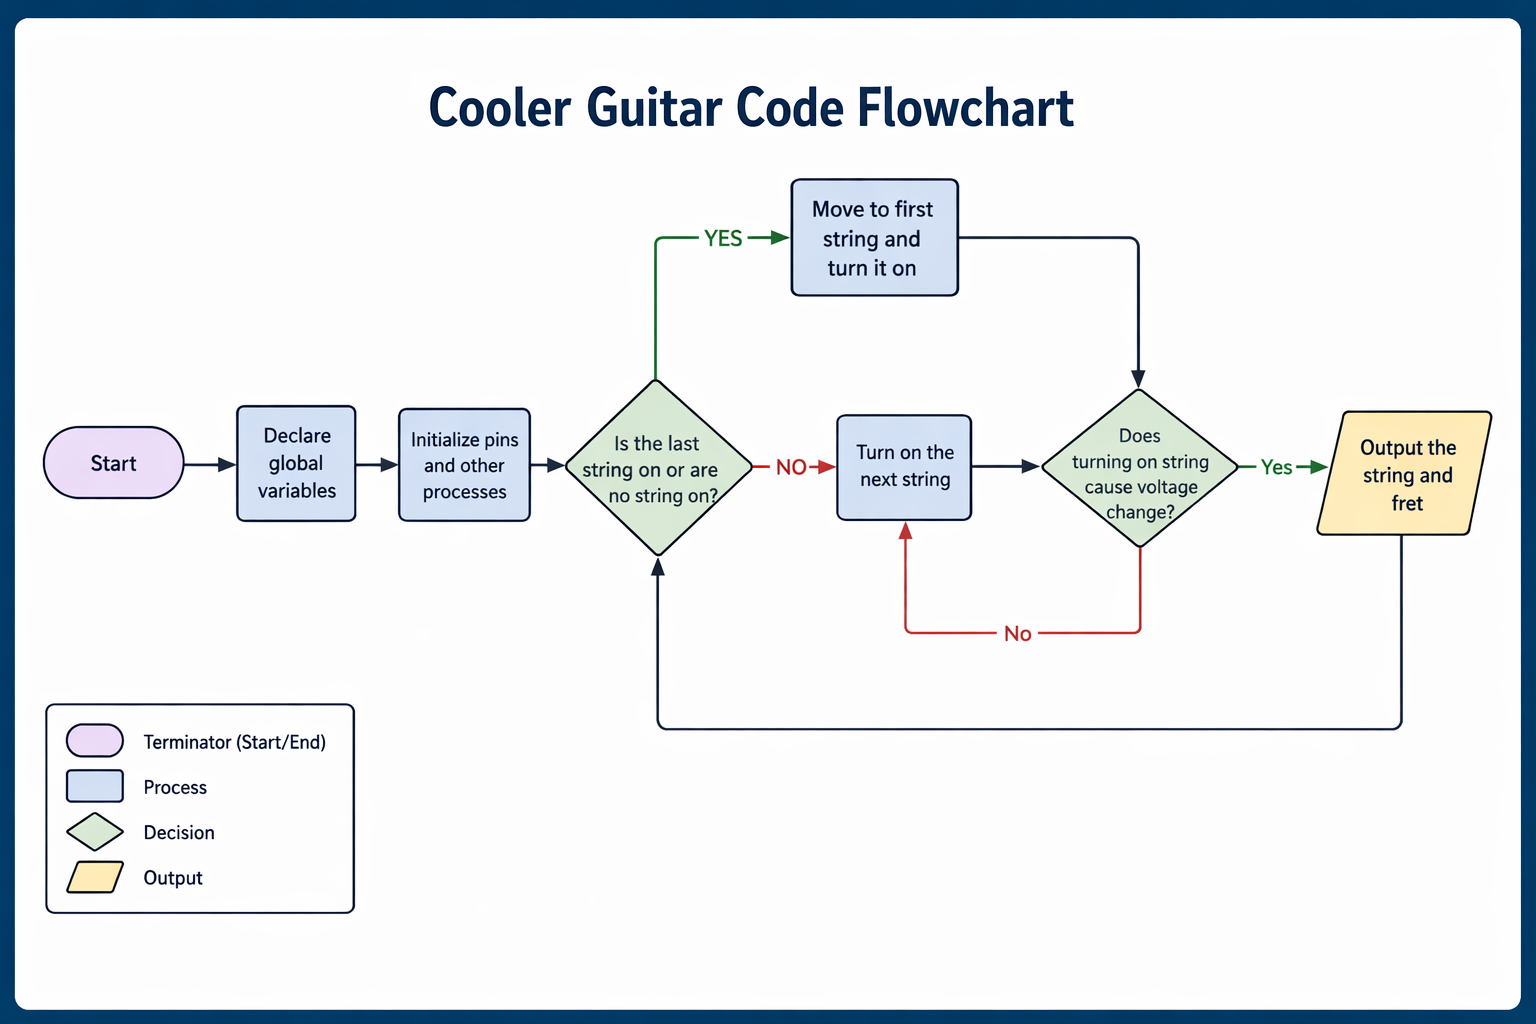 Cooler Guitar Code Flowchart
Move to first
string and
turn it on
YES
Start
Declare
global
variables
Initialize pins
and other
processes
Is the last
string on or are
no string on?
NO
Turn on the
next string
Does
turning on string
cause voltage
change?
Yes
Output the
string and
fret
No
Terminator (Start/End)
Process
Decision
Output